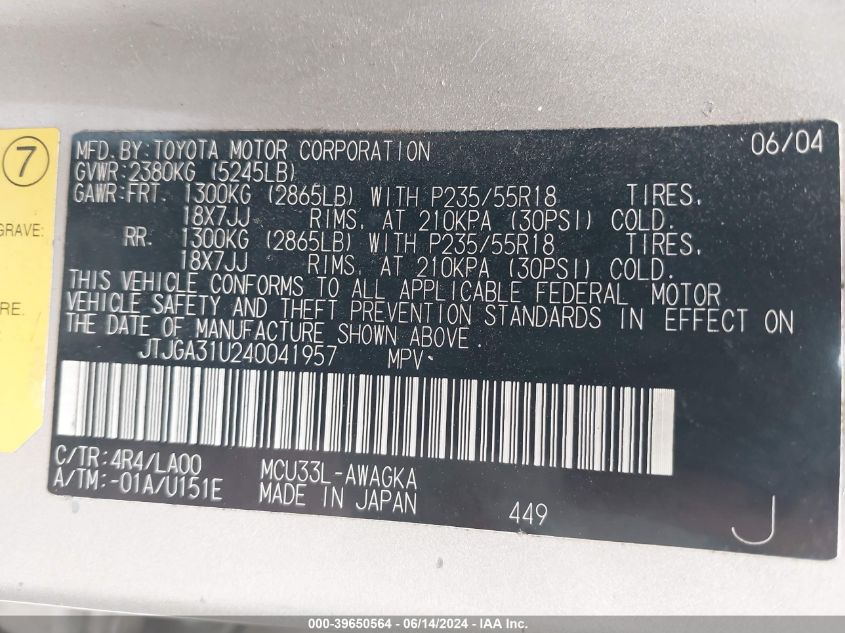 7
GRAVE:
RE.
MFD. BY: TOYOTA MOTOR CORPORATION 06/04
GVWR: 2380KG (5245LB)
GAWR: FRT. 1300KG (2865LB) WITH P235/55R18 TIRES,
18X7JJ RIMS, AT 210KPA (30PSI) COLD.
RR. 1300KG (2865LB) WITH P235/55R18 TIRES,
18X7JJ RIMS, AT 210KPA (30PSI) COLD.
THIS VEHICLE CONFORMS TO ALL APPLICABLE FEDERAL MOTOR
VEHICLE SAFETY AND THEFT PREVENTION STANDARDS IN EFFECT ON
THE DATE OF MANUFACTURE SHOWN ABOVE.
JTJGA31U240041957 MPV
C/TR: 4R4/LA00 MCU33L-AWAGKA
A/TM: -01A/U151E MADE IN JAPAN 449 J
000-39650564 - 06/14/2024 - IAA Inc.